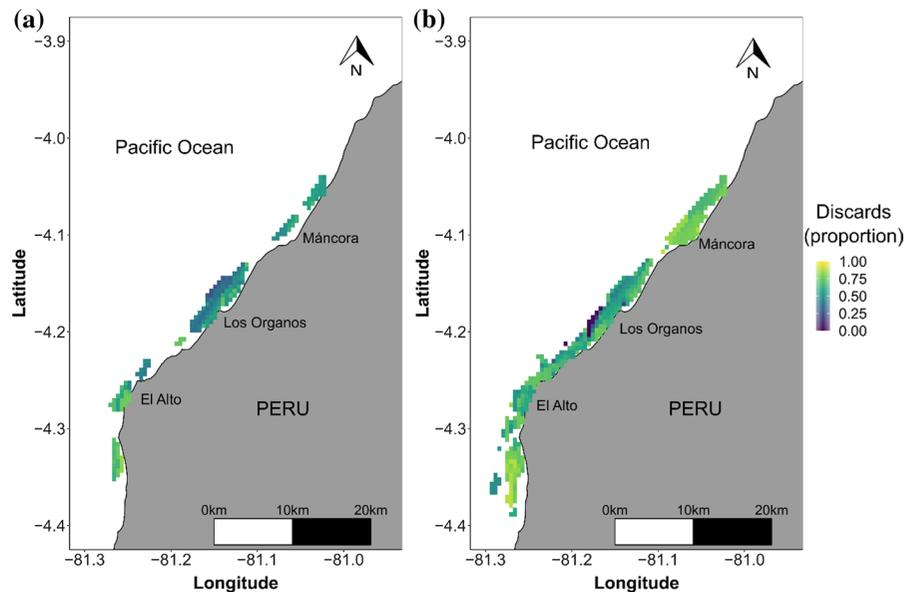 (a)
−3.9
−4.0
−4.1
−4.2
−4.3
−4.4
Latitude
N
Pacific Ocean
Máncora
Los Organos
El Alto
PERU
0km 10km 20km
−81.3 −81.2 −81.1 −81.0
Longitude
(b)
−3.9
−4.0
−4.1
−4.2
−4.3
−4.4
Latitude
N
Pacific Ocean
Máncora
Los Organos
El Alto
PERU
0km 10km 20km
−81.3 −81.2 −81.1 −81.0
Longitude
Discards
(proportion)
1.00
0.75
0.50
0.25
0.00